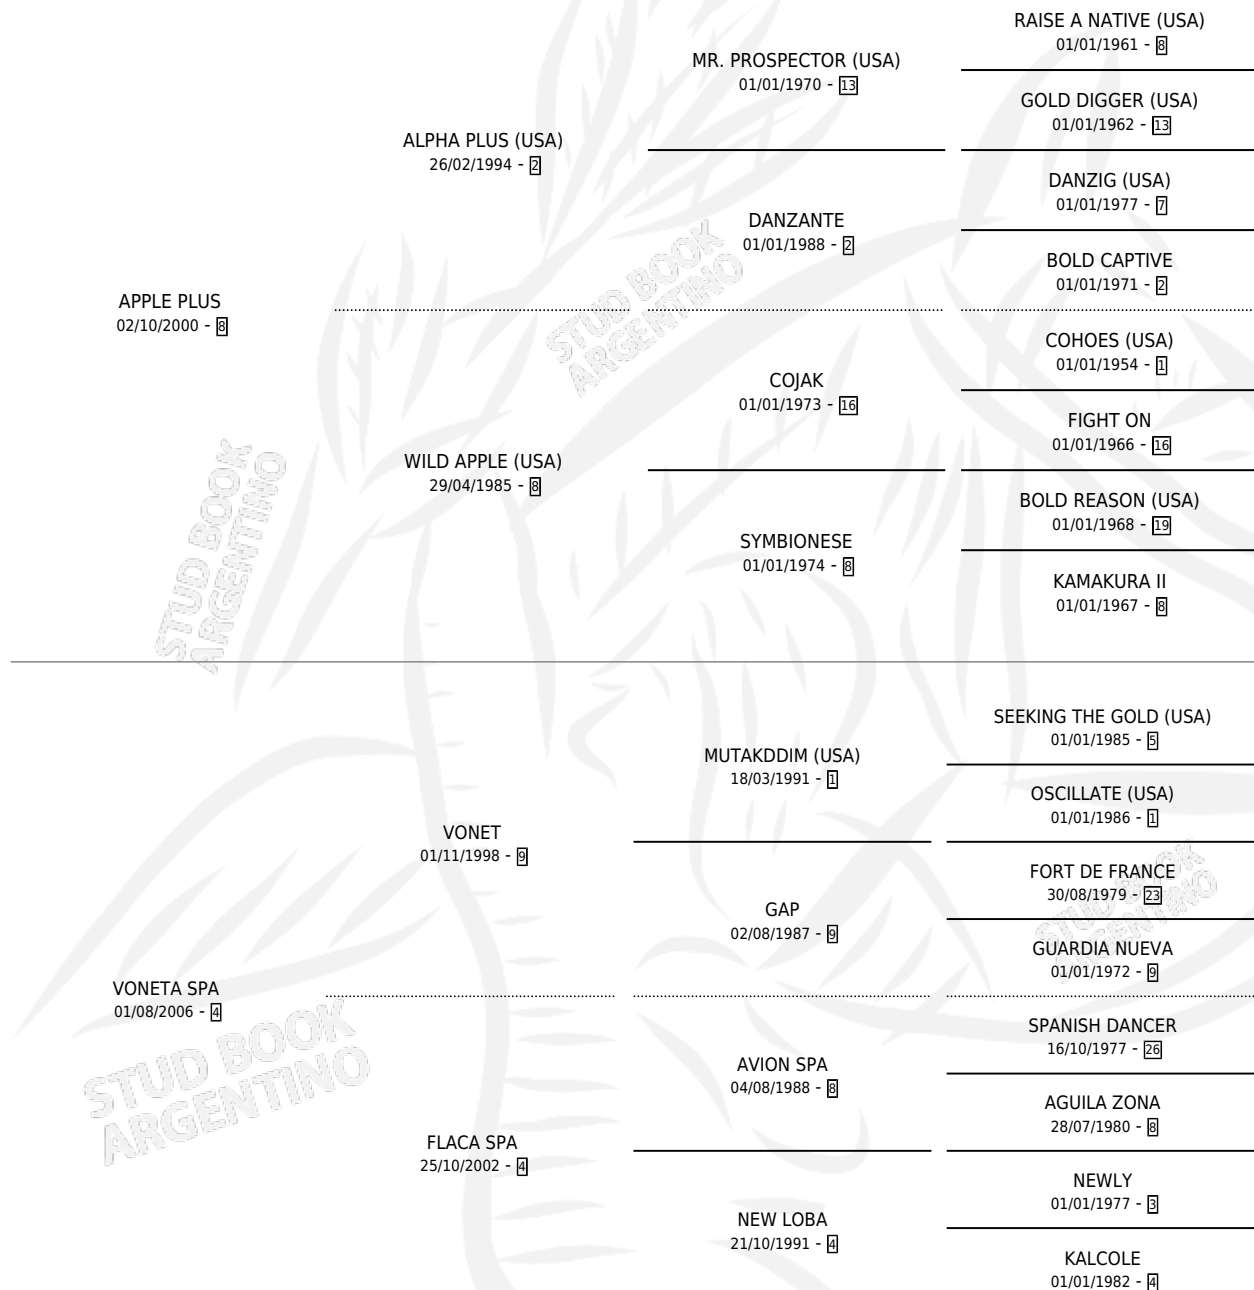 RAISE A NATIVE (USA)
01/01/1961 - 8
MR. PROSPECTOR (USA)
01/01/1970 - 13
GOLD DIGGER (USA)
01/01/1962 - 13
ALPHA PLUS (USA)
26/02/1994 - 2
DANZIG (USA)
01/01/1977 - 7
DANZANTE
01/01/1988 - 2
BOLD CAPTIVE
01/01/1971 - 2
APPLE PLUS
02/10/2000 - 8
COHOES (USA)
01/01/1954 - 1
COJAK
01/01/1973 - 16
FIGHT ON
01/01/1966 - 16
WILD APPLE (USA)
29/04/1985 - 8
BOLD REASON (USA)
01/01/1968 - 19
SYMBIONESE
01/01/1974 - 8
KAMAKURA II
01/01/1967 - 8
SEEKING THE GOLD (USA)
01/01/1985 - 5
MUTAKDDIM (USA)
18/03/1991 - 1
OSCILLATE (USA)
01/01/1986 - 1
VONET
01/11/1998 - 9
FORT DE FRANCE
30/08/1979 - 23
GAP
02/08/1987 - 9
GUARDIA NUEVA
01/01/1972 - 9
VONETA SPA
01/08/2006 - 4
SPANISH DANCER
16/10/1977 - 26
AVION SPA
04/08/1988 - 8
AGUILA ZONA
28/07/1980 - 8
FLACA SPA
25/10/2002 - 4
NEWLY
01/01/1977 - 3
NEW LOBA
21/10/1991 - 4
KALCOLE
01/01/1982 - 4
STUD BOOK
ARGENTINO
STUD BOOK
ARGENTINO
STUD BOOK
ARGENTINO
STUD BOOK
ARGENTINO